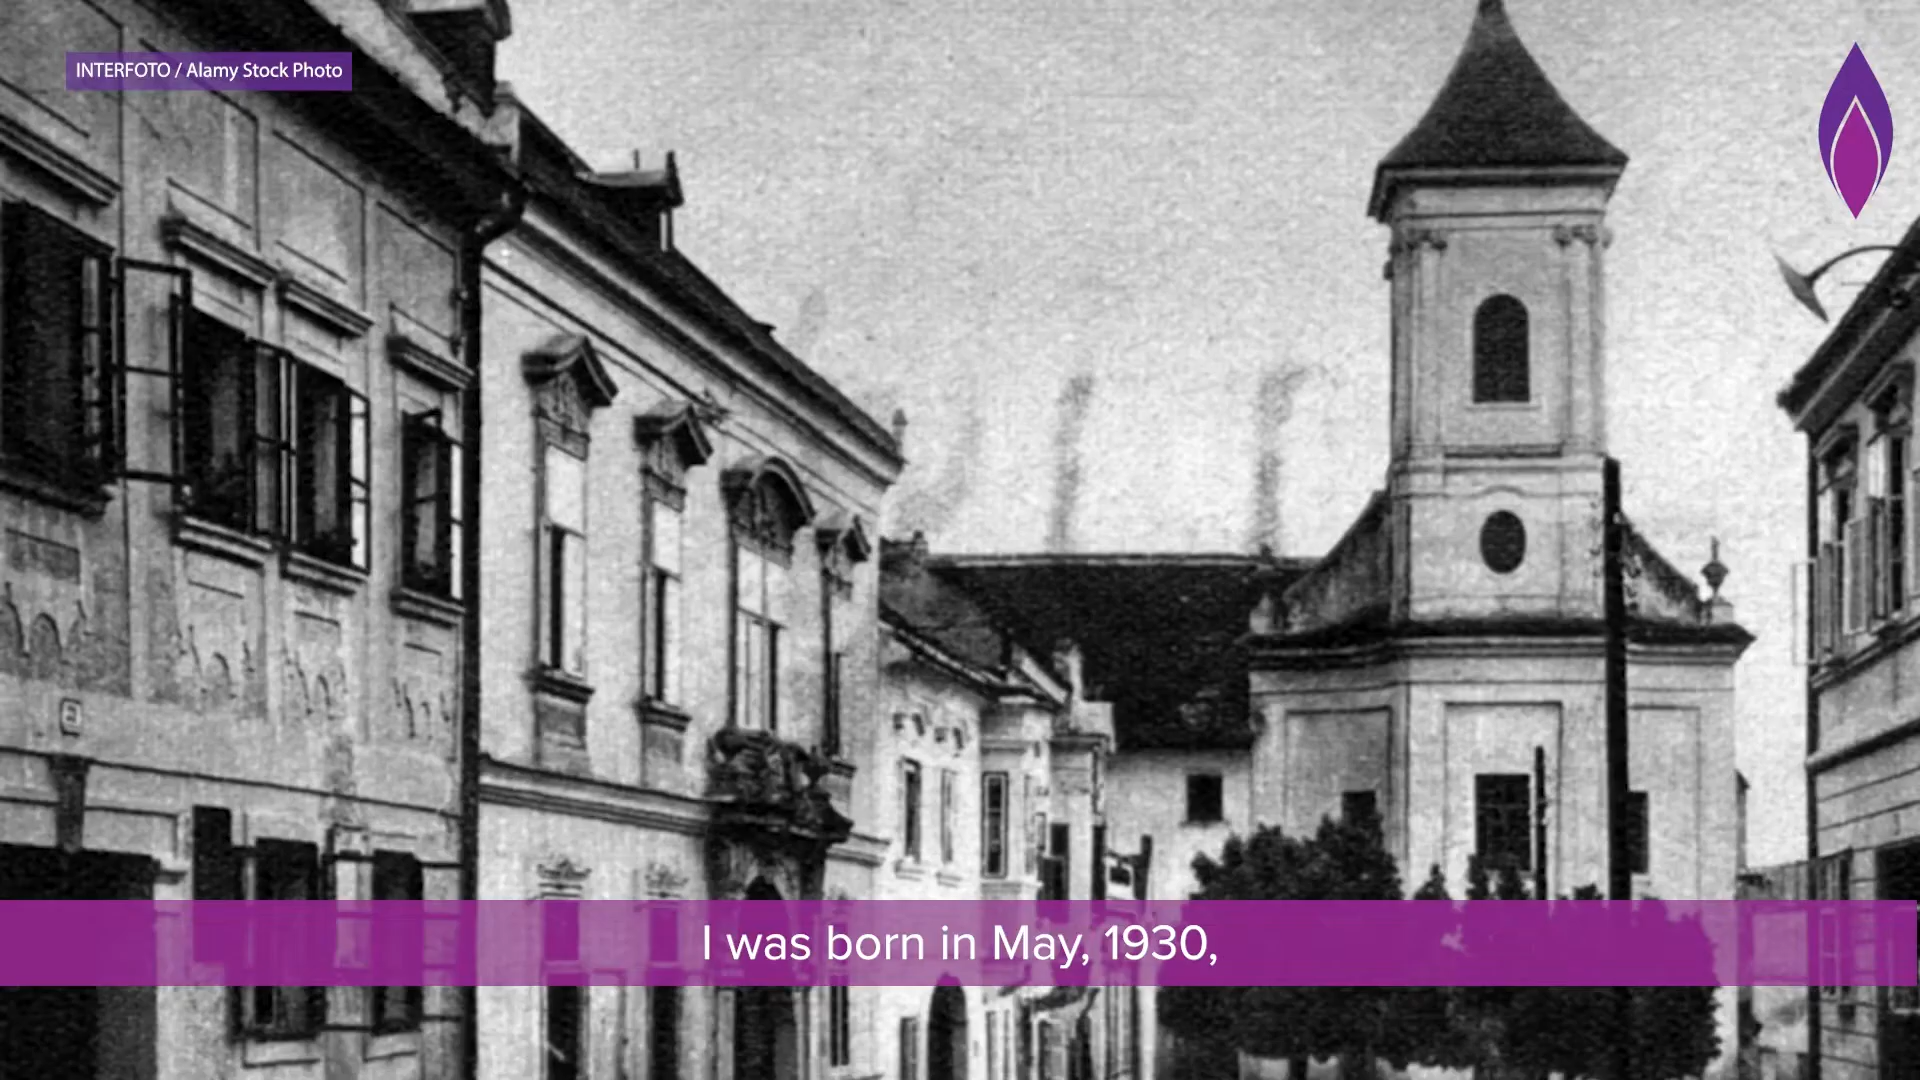 INTERFOTO / Alamy Stock Photo
I was born in May, 1930,